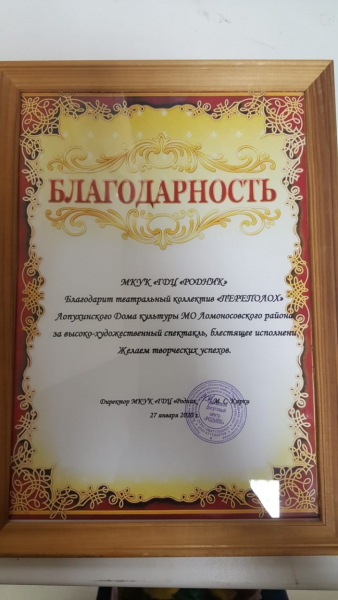 БЛАГОДАРНОСТЬ
МКУК «ГДЦ «РОДНИК»
Благодарит театральный коллектив «ПЕРЕПОЛОХ»
Лопухинского Дома культуры МО Ломоносовского района
за высоко-художественный спектакль, блестящее исполнени
Желаем творческих успехов.
Директор МКУК «ГДЦ «Родник М. С.
27 января 2020 г.